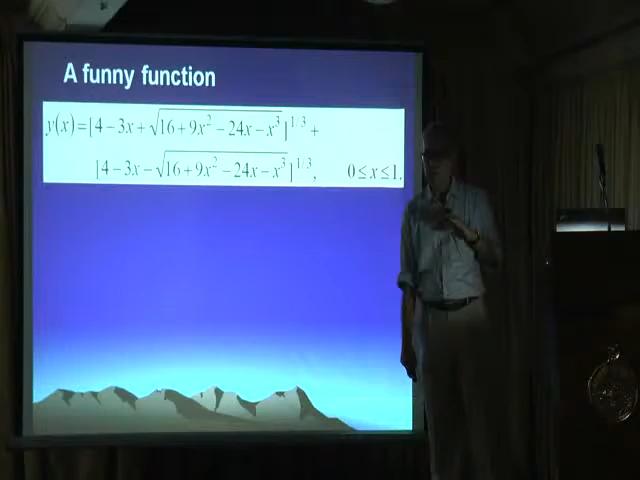 A funny function
y(x)=[4−3x+√16+9x²−24x−x³]^1/3+
[4−3x−√16+9x²−24x−x³]^1/3, 0≤x≤1.